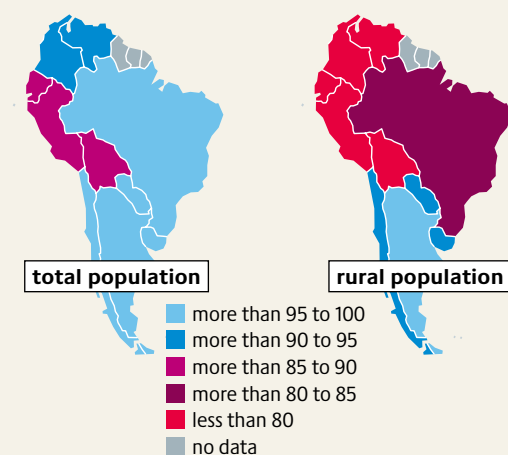 total population
rural population
more than 95 to 100
more than 90 to 95
more than 85 to 90
more than 80 to 85
less than 80
no data